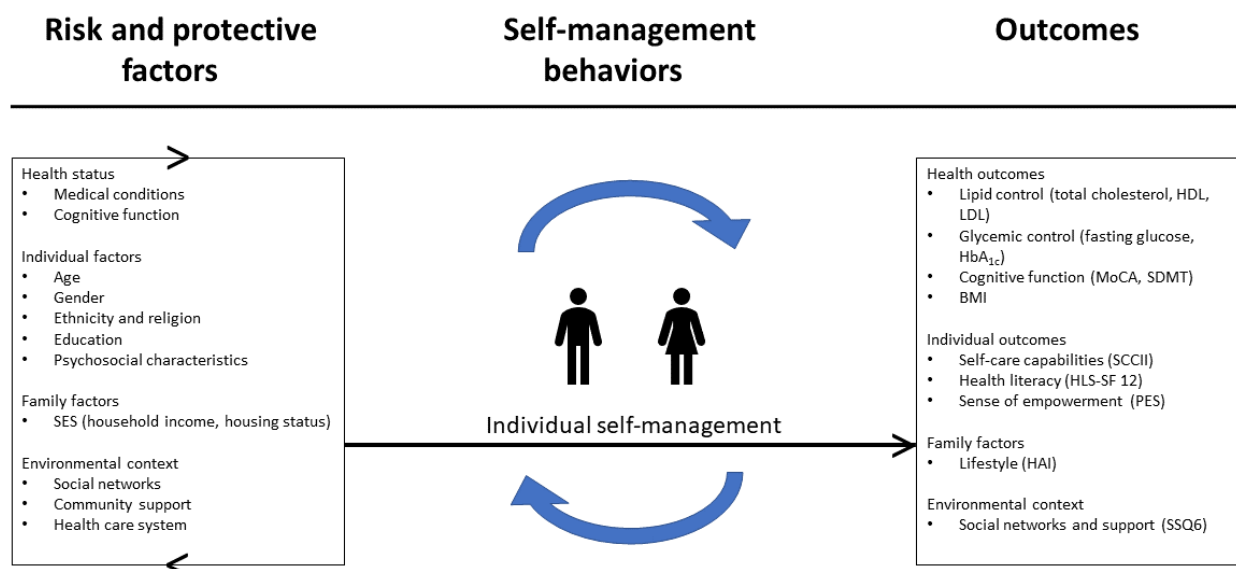 Risk and protective
factors
Self-management
behaviors
Outcomes
Health status
• Medical conditions
• Cognitive function
Individual factors
• Age
• Gender
• Ethnicity and religion
• Education
• Psychosocial characteristics
Family factors
• SES (household income, housing status)
Environmental context
• Social networks
• Community support
• Health care system
Individual self-management
Health outcomes
• Lipid control (total cholesterol, HDL,
LDL)
• Glycemic control (fasting glucose,
HbA1c)
• Cognitive function (MoCA, SDMT)
• BMI
Individual outcomes
• Self-care capabilities (SCCII)
• Health literacy (HLS-SF 12)
• Sense of empowerment (PES)
Family factors
• Lifestyle (HAI)
Environmental context
• Social networks and support (SSQ6)